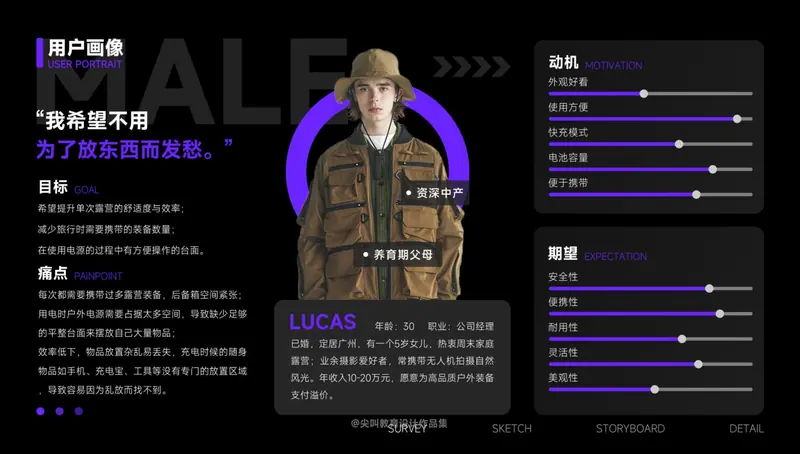 MALE
用户画像
USER PORTRAIT
“我希望不用
为了放东西而发愁。”
目标 GOAL
希望提升单次露营的舒适度与效率；
减少旅行时需要携带的装备数量；
在使用电源的过程中有方便操作的台面。
痛点 PAINPOINT
每次都需要携带过多露营装备，后备箱空间紧张；
用电时户外电源需要占据太多空间，导致缺少足够
的平整台面来摆放自己大量物品；
效率低下，物品放置杂乱易丢失，充电时候的随身
物品如手机、充电宝、工具等没有专门的放置区域
，导致容易因为乱放而找不到。
资深中产
养育期父母
LUCAS 年龄：30 职业：公司经理
已婚，定居广州，有一个5岁女儿、热衷周末家庭
露营；业余摄影爱好者，常携带无人机拍摄自然
风光。年收入10-20万元，愿意为高品质户外装备
支付溢价。
动机 MOTIVATION
外观好看
使用方便
快充模式
电池容量
便于携带
期望 EXPECTATION
安全性
便携性
耐用性
灵活性
美观性
@尖叫教育设计作品集
SURVEY SKETCH STORYBOARD DETAIL